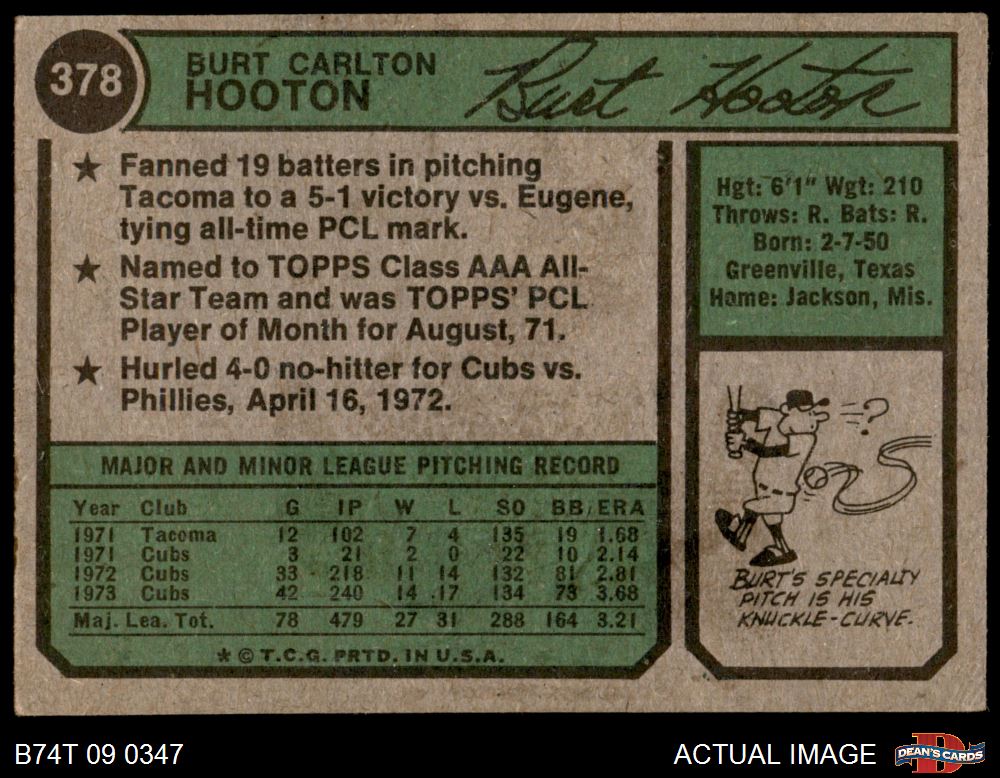 378
BURT CARLTON
HOOTON
Burt Hooton
★ Fanned 19 batters in pitching
Tacoma to a 5-1 victory vs. Eugene,
tying all-time PCL mark.
★ Named to TOPPS Class AAA All-
Star Team and was TOPPS' PCL
Player of Month for August, 71.
★ Hurled 4-0 no-hitter for Cubs vs.
Phillies, April 16, 1972.
Hgt: 6'1" Wgt: 210
Throws: R. Bats: R.
Born: 2-7-50
Greenville, Texas
Home: Jackson, Mis.
MAJOR AND MINOR LEAGUE PITCHING RECORD
Year Club G IP W L SO BB ERA
1971 Tacoma 12 102 7 4 135 19 1.68
1971 Cubs 3 21 2 0 22 10 2.14
1972 Cubs 33 218 11 14 132 81 2.81
1973 Cubs 42 240 14 17 134 73 3.68
Maj. Lea. Tot. 78 479 27 31 288 164 3.21
★ © T.C.G. PRTD. IN U.S.A.
?
BURT'S SPECIALTY
PITCH IS HIS
KNUCKLE-CURVE.
B74T 09 0347
ACTUAL IMAGE
DEAN'S CARDS